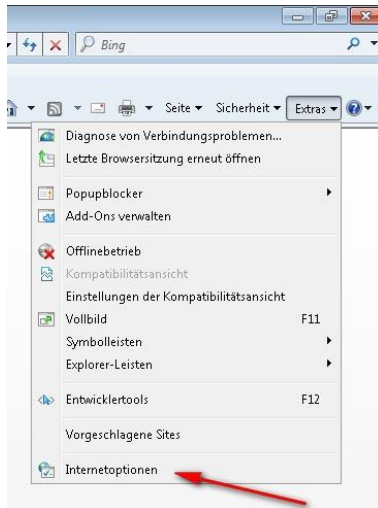 Bing
Seite Sicherheit Extras
Diagnose von Verbindungsproblemen...
Letzte Browsersitzung erneut öffnen
Popupblocker
Add-Ons verwalten
Offlinebetrieb
Kompatibilitätsansicht
Einstellungen der Kompatibilitätsansicht
Vollbild F11
Symbolleisten
Explorer-Leisten
Entwicklertools F12
Vorgeschlagene Sites
Internetoptionen